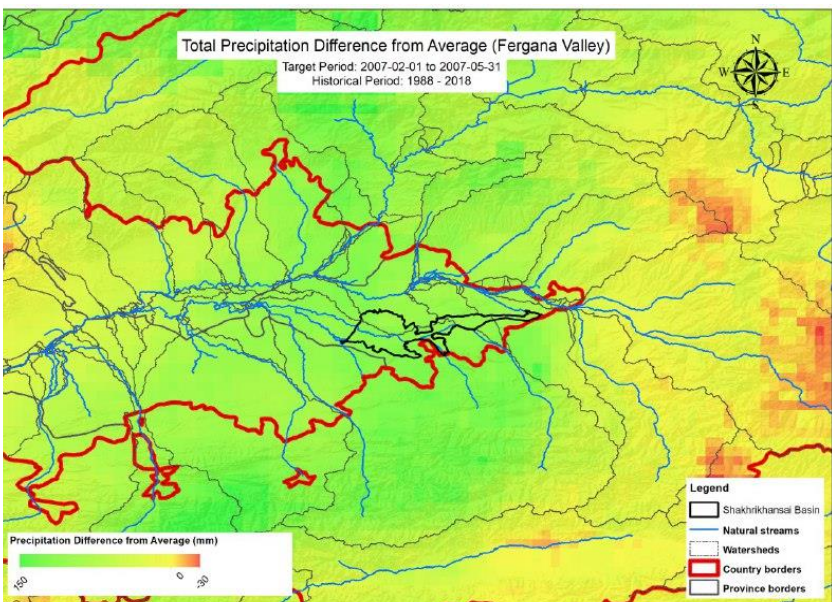 Total Precipitation Difference from Average (Fergana Valley)
Target Period: 2007-02-01 to 2007-05-31
Historical Period: 1988 - 2018
N
W E
S
Legend
Shakhrikhansai Basin
Natural streams
Watersheds
Country borders
Province borders
Precipitation Difference from Average (mm)
150 0 -30